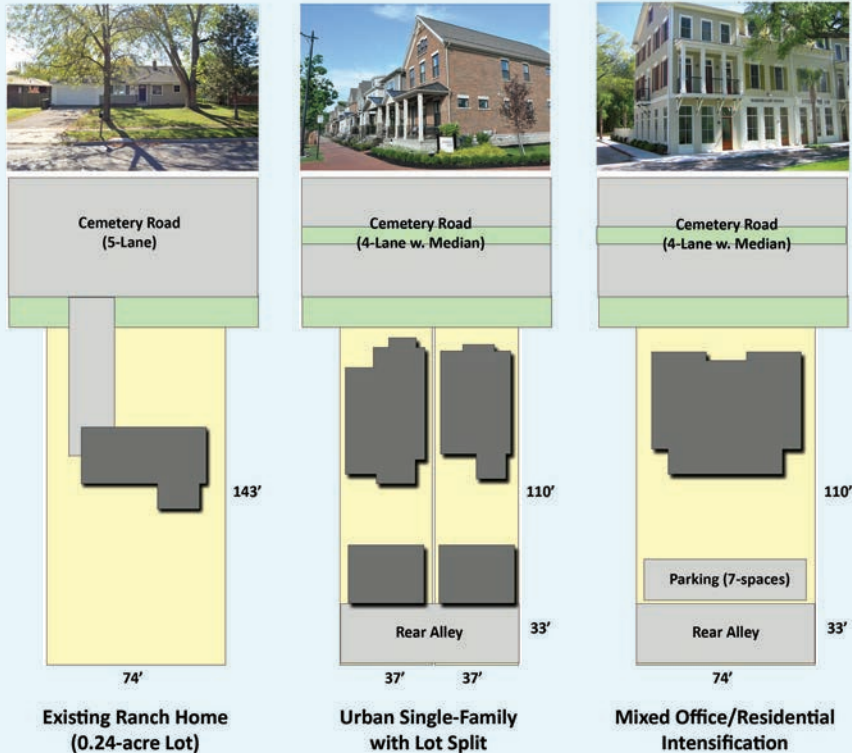 Cemetery Road
(5-Lane)
143'
74'
Existing Ranch Home
(0.24-acre Lot)
Cemetery Road
(4-Lane w. Median)
110'
Rear Alley
33'
37'
37'
Urban Single-Family
with Lot Split
Cemetery Road
(4-Lane w. Median)
110'
Parking (7-spaces)
Rear Alley
33'
74'
Mixed Office/Residential
Intensification